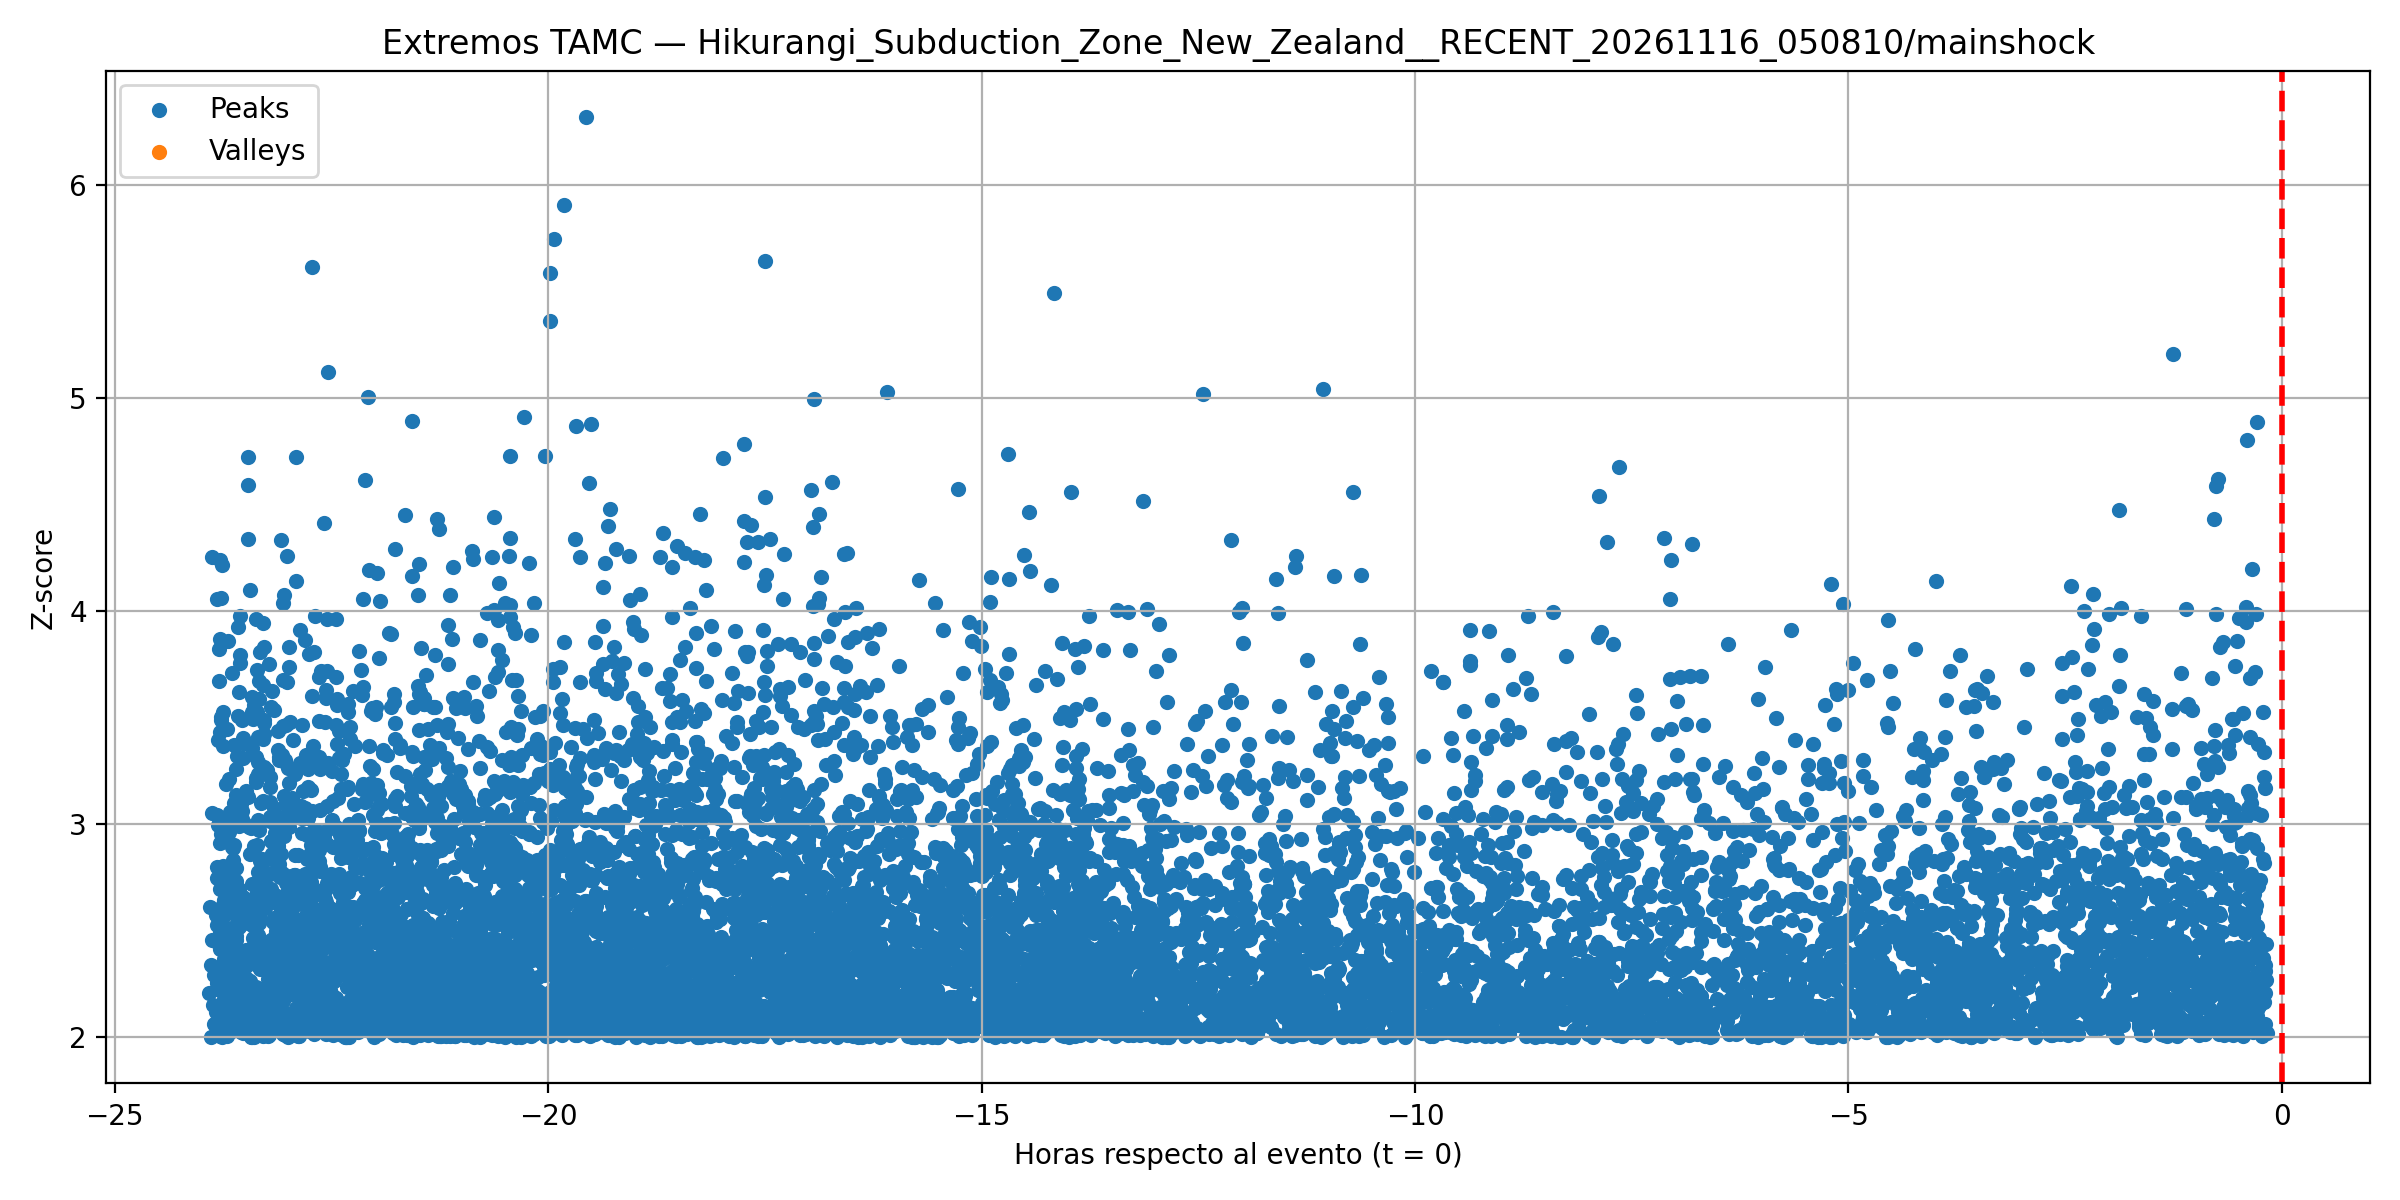 Extremos TAMC — Hikurangi_Subduction_Zone_New_Zealand__RECENT_20261116_050810/mainshock
Peaks
Valleys
6
5
4
3
2
Z-score
−25
−20
−15
−10
−5
0
Horas respecto al evento (t = 0)